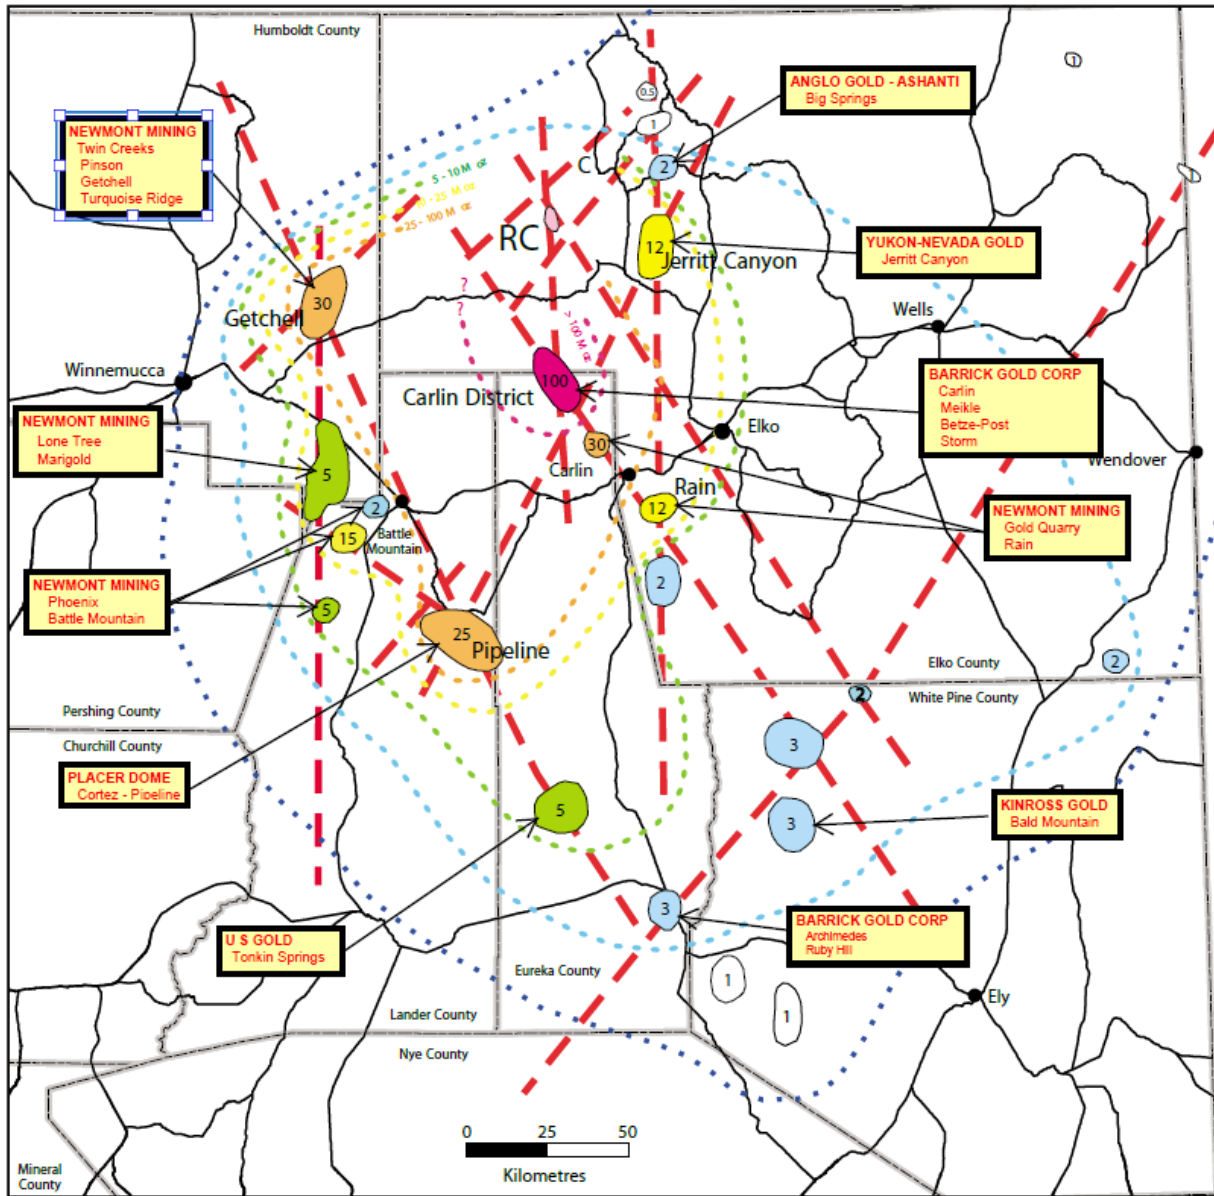 Humboldt County
1
ANGLO GOLD - ASHANTI
Big Springs
0.5
1
NEWMONT MINING
Twin Creeks
Pinson
Getchell
Turquoise Ridge
C
2
5 - 10 M oz
10 - 25 M oz
25 - 100 M oz
1
RC
12
Jerritt Canyon
YUKON-NEVADA GOLD
Jerritt Canyon
?
?
30
Getchell
> 100 M oz
Wells
Winnemucca
100
Carlin District
BARRICK GOLD CORP
Carlin
Meikle
Betze-Post
Storm
NEWMONT MINING
Lone Tree
Marigold
30
Elko
Carlin
Wendover
5
Rain
2
12
NEWMONT MINING
Gold Quarry
Rain
15
Battle
Mountain
NEWMONT MINING
Phoenix
Battle Mountain
2
5
25
Pipeline
Elko County
2
2
White Pine County
Pershing County
Churchill County
3
PLACER DOME
Cortez - Pipeline
5
3
KINROSS GOLD
Bald Mountain
3
BARRICK GOLD CORP
Archimedes
Ruby Hill
U S GOLD
Tonkin Springs
Eureka County
1
Ely
Lander County
1
Nye County
0 25 50
Kilometres
Mineral
County